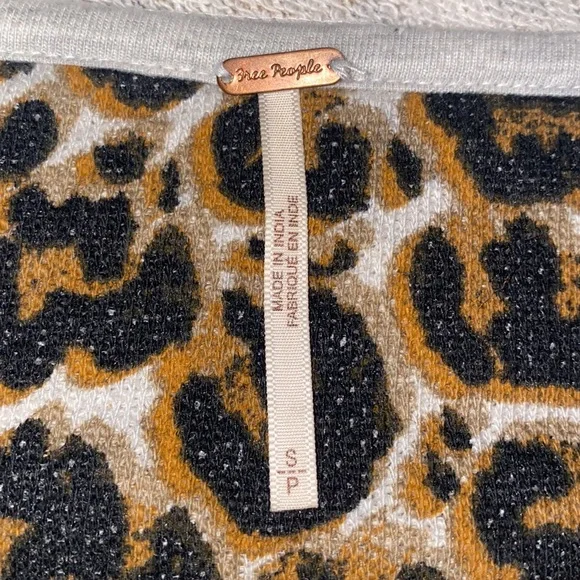 Free People
MADE IN INDIA
FABRIQUÉ EN INDE
S
P